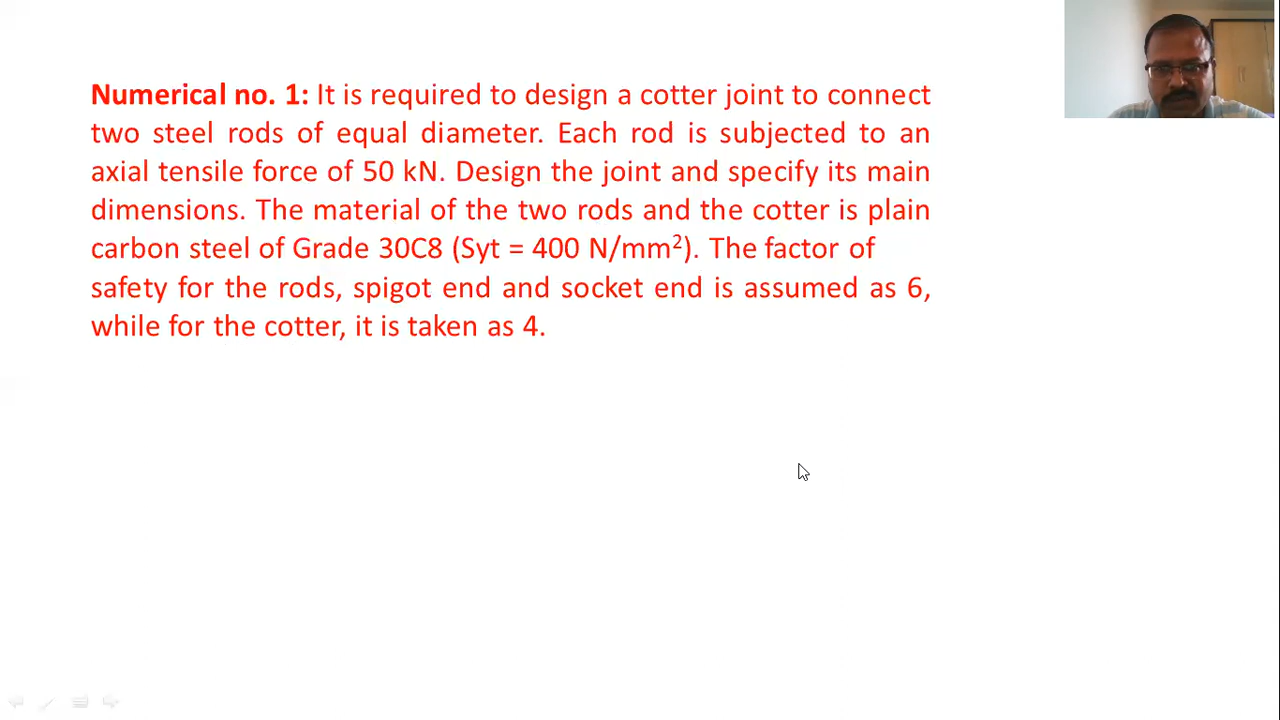 Numerical no. 1: It is required to design a cotter joint to connect
two steel rods of equal diameter. Each rod is subjected to an
axial tensile force of 50 kN. Design the joint and specify its main
dimensions. The material of the two rods and the cotter is plain
carbon steel of Grade 30C8 (Syt = 400 N/mm²). The factor of
safety for the rods, spigot end and socket end is assumed as 6,
while for the cotter, it is taken as 4.